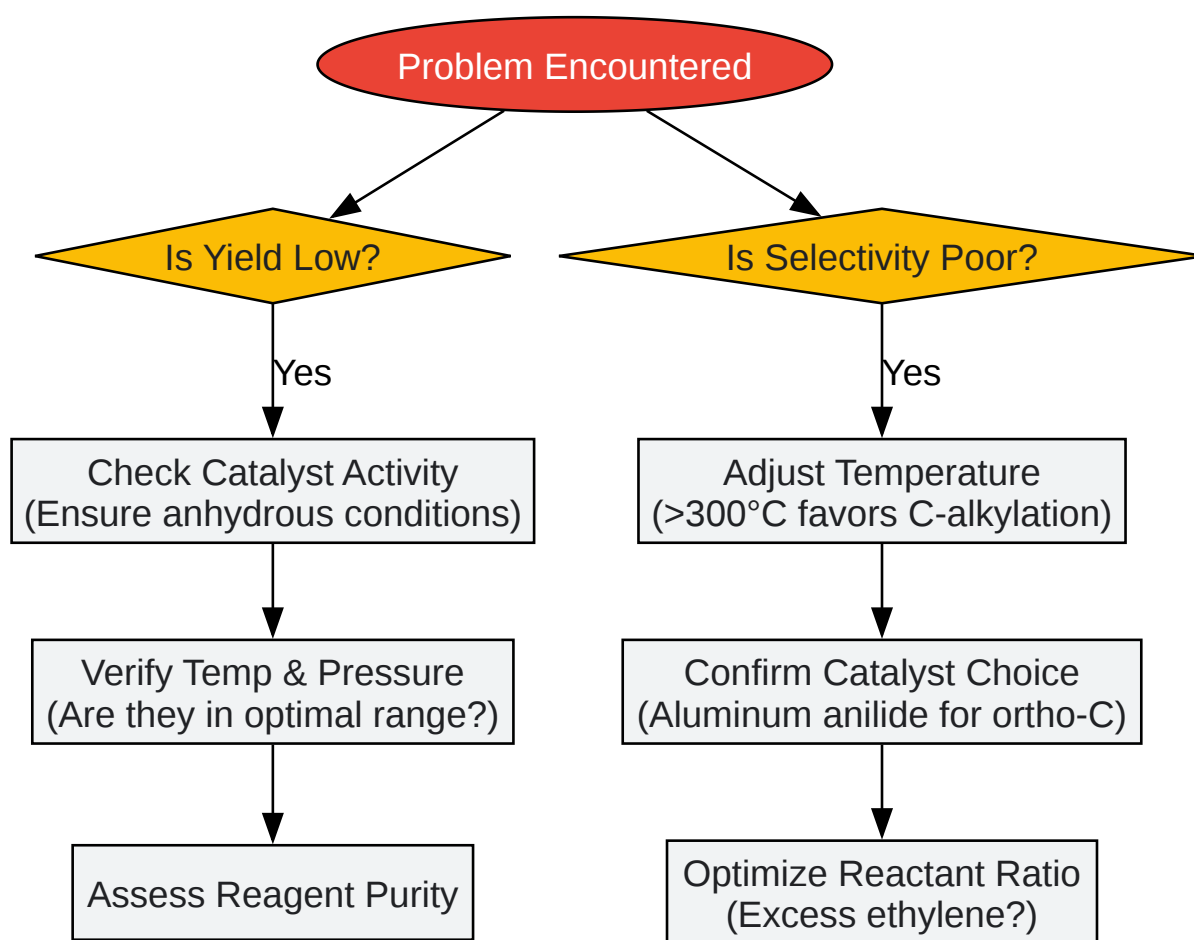 Problem Encountered
Is Yield Low?
Is Selectivity Poor?
Yes
Yes
Check Catalyst Activity
(Ensure anhydrous conditions)
Adjust Temperature
(>300°C favors C-alkylation)
Verify Temp & Pressure
(Are they in optimal range?)
Confirm Catalyst Choice
(Aluminum anilide for ortho-C)
Assess Reagent Purity
Optimize Reactant Ratio
(Excess ethylene?)